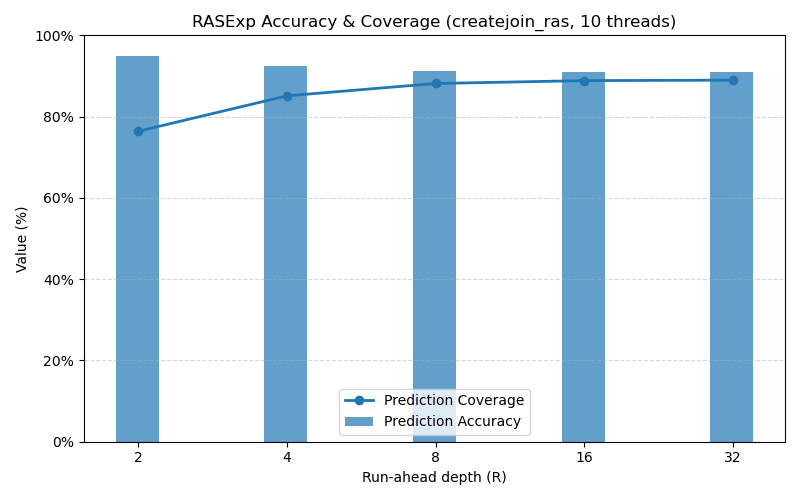 RASExp Accuracy & Coverage (createjoin_ras, 10 threads)
100%
80%
60%
40%
20%
0%
Value (%)
Prediction Coverage
Prediction Accuracy
2 4 8 16 32
Run-ahead depth (R)